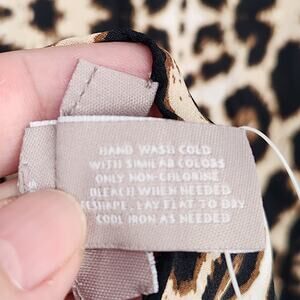 HAND WASH COLD
WITH SIMILAR COLORS
ONLY NON-CHLORINE
BLEACH WHEN NEEDED
ESHAPE, LAY FLAT TO DRY
COOL IRON AS NEEDED